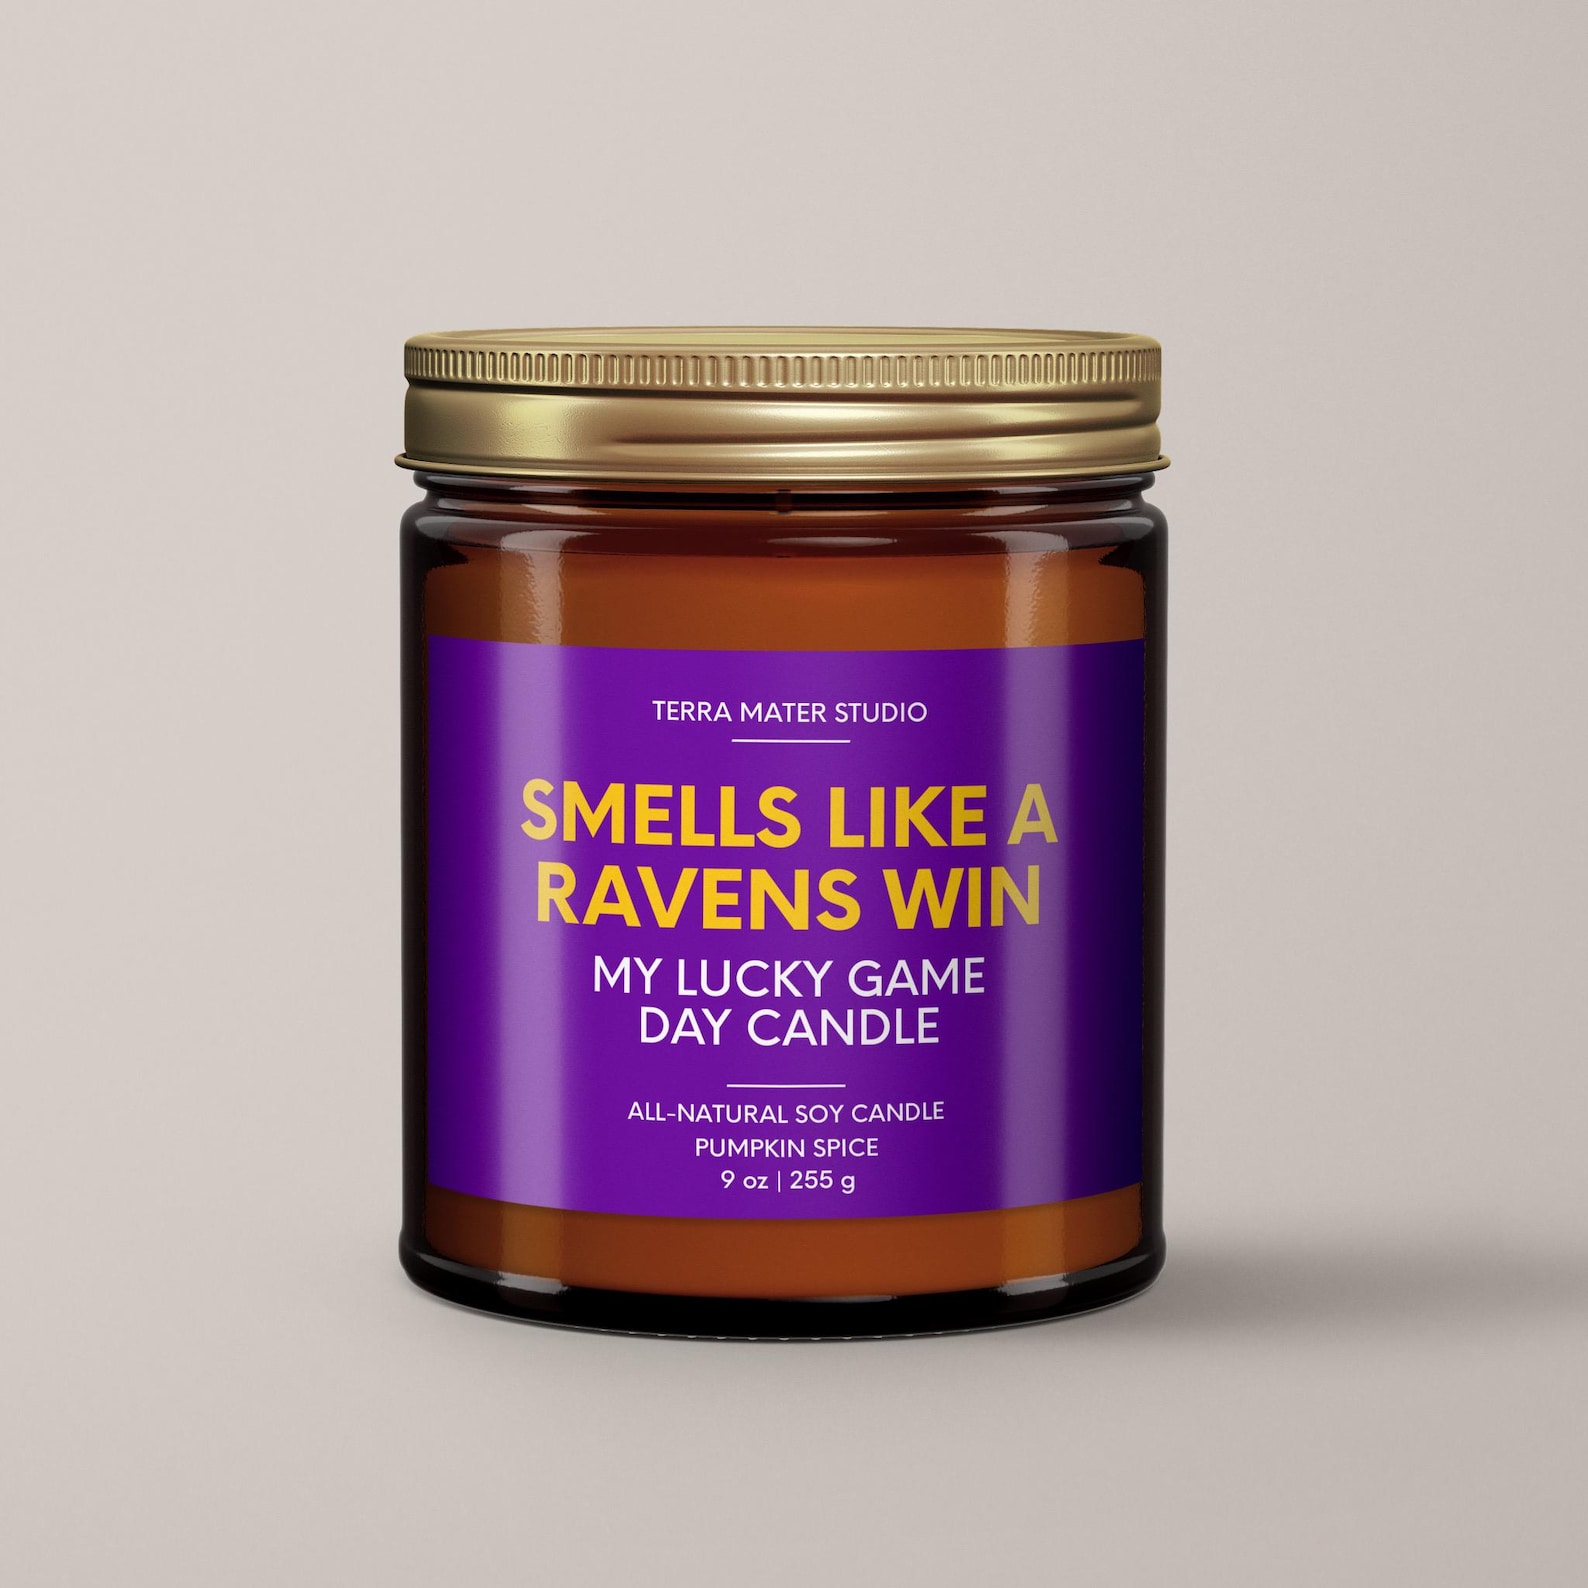 TERRA MATER STUDIO
SMELLS LIKE A
RAVENS WIN
MY LUCKY GAME
DAY CANDLE
ALL-NATURAL SOY CANDLE
PUMPKIN SPICE
9 oz | 255 g